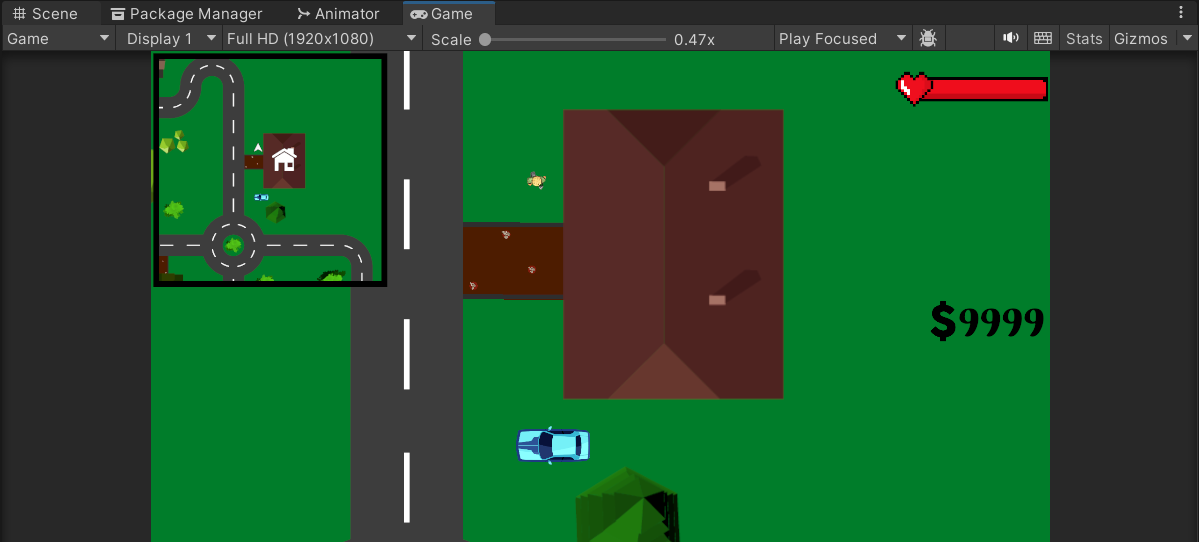 Scene Package Manager Animator Game
Game Display 1 Full HD (1920x1080) Scale 0.47x Play Focused Stats Gizmos
$9999